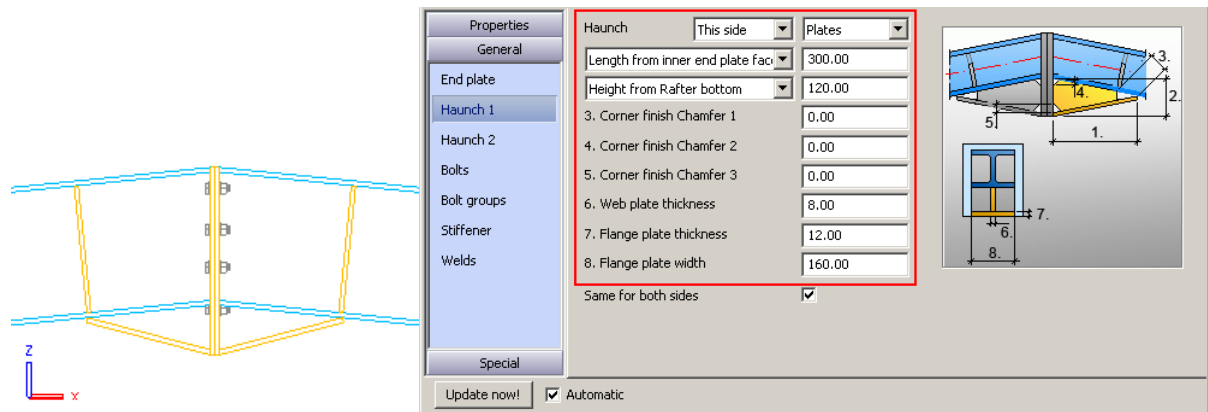 Z
X
Properties
General
End plate
Haunch 1
Haunch 2
Bolts
Bolt groups
Stiffener
Welds
Special
Haunch This side Plates
Length from inner end plate fac 300.00
Height from Rafter bottom 120.00
3. Corner finish Chamfer 1 0.00
4. Corner finish Chamfer 2 0.00
5. Corner finish Chamfer 3 0.00
6. Web plate thickness 8.00
7. Flange plate thickness 12.00
8. Flange plate width 160.00
Same for both sides
3.
4.
2.
5.
1.
7.
6.
8.
Update now! Automatic